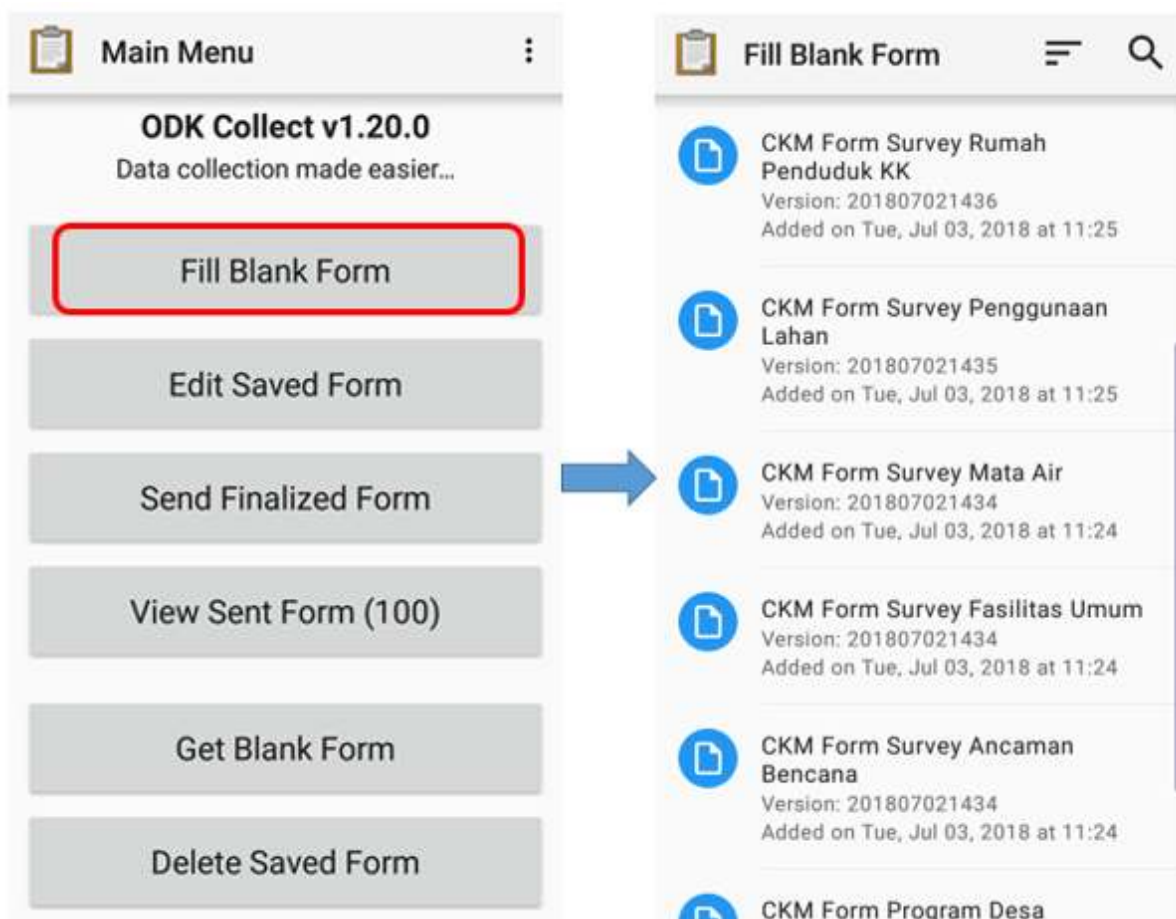 Main Menu
ODK Collect v1.20.0
Data collection made easier...
Fill Blank Form
Edit Saved Form
Send Finalized Form
View Sent Form (100)
Get Blank Form
Delete Saved Form
Fill Blank Form
CKM Form Survey Rumah
Penduduk KK
Version: 201807021436
Added on Tue, Jul 03, 2018 at 11:25
CKM Form Survey Penggunaan
Lahan
Version: 201807021435
Added on Tue, Jul 03, 2018 at 11:25
CKM Form Survey Mata Air
Version: 201807021434
Added on Tue, Jul 03, 2018 at 11:24
CKM Form Survey Fasilitas Umum
Version: 201807021434
Added on Tue, Jul 03, 2018 at 11:24
CKM Form Survey Ancaman
Bencana
Version: 201807021434
Added on Tue, Jul 03, 2018 at 11:24
CKM Form Program Desa